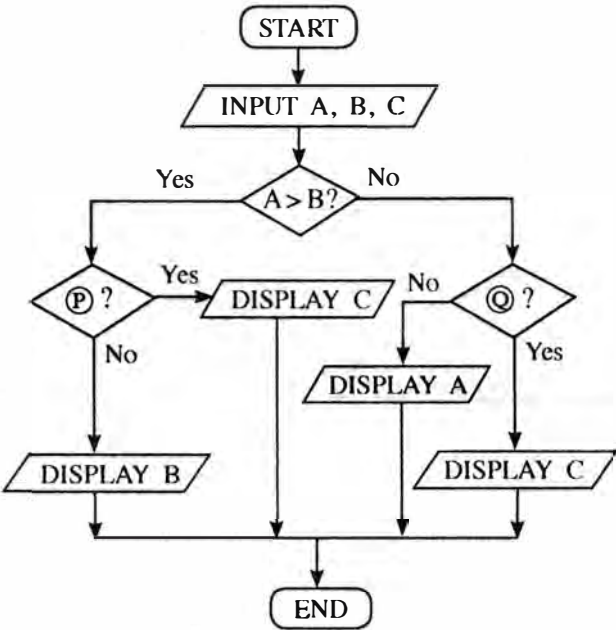 START
INPUT A, B, C
Yes
A > B?
No
Ⓟ ?
Yes
DISPLAY C
No
Ⓠ ?
No
Yes
DISPLAY A
DISPLAY B
DISPLAY C
END